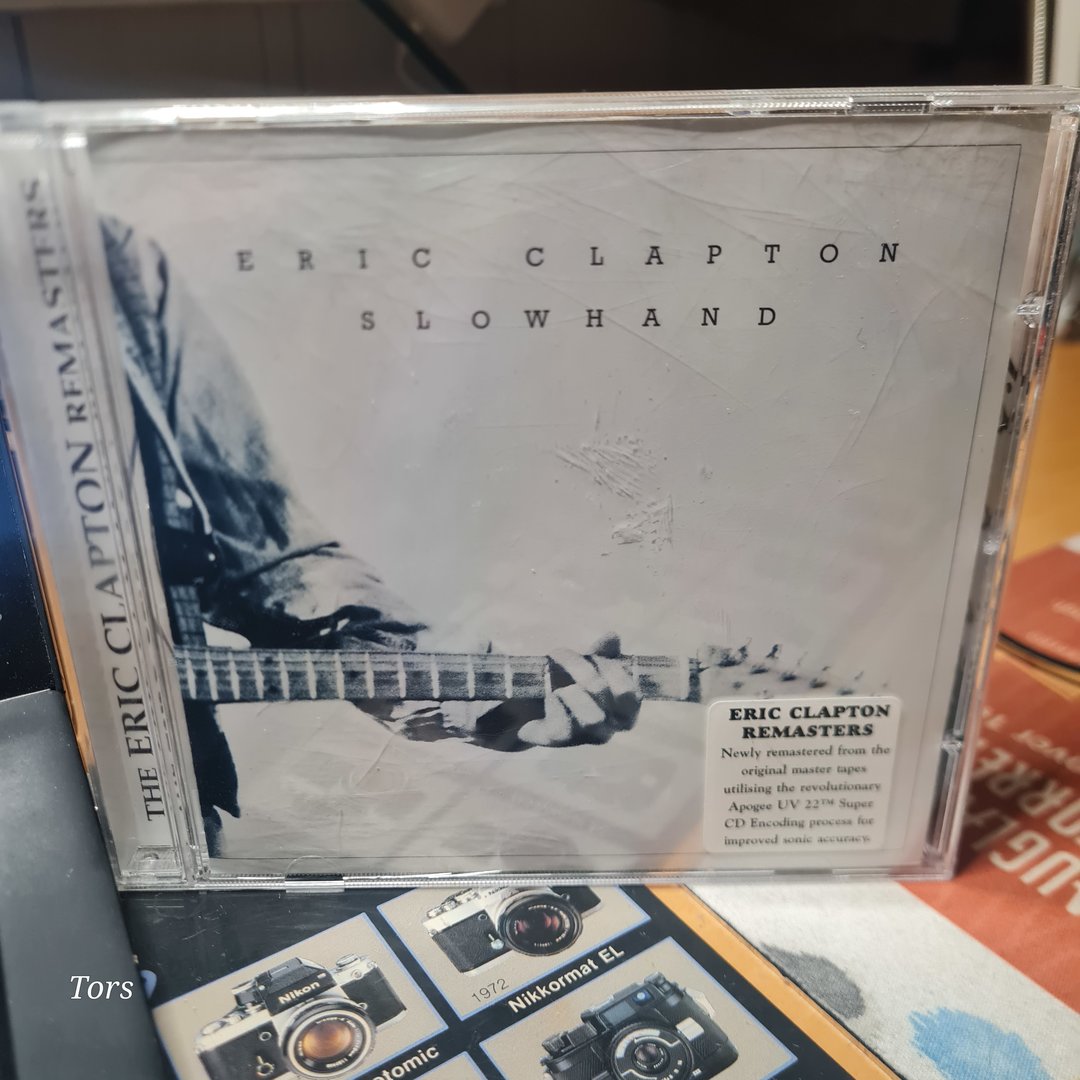 THE ERIC CLAPTON REMASTERS
ERIC CLAPTON
SLOWHAND
ERIC CLAPTON
REMASTERS
Newly remastered from the
original master tapes
utilising the revolutionary
Apogee UV 22™ Super
CD Encoding process for
improved sonic accuracy.
Tors
Nikon
1972
Nikkormat EL